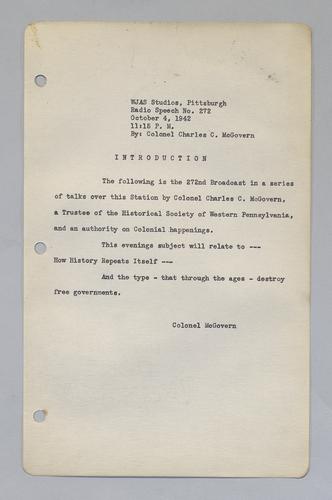 WJAS Studios, Pittsburgh
Radio Speech No. 272
October 4, 1942
11:15 P. M.
By: Colonel Charles C. McGovern
I N T R O D U C T I O N
The following is the 272nd Broadcast in a series
of talks over this Station by Colonel Charles C. McGovern,
a Trustee of the Historical Society of Western Pennsylvania,
and an authority on Colonial happenings.
This evenings subject will relate to ---
How History Repeats Itself ---
And the type - that through the ages - destroy
free governments.
Colonel McGovern